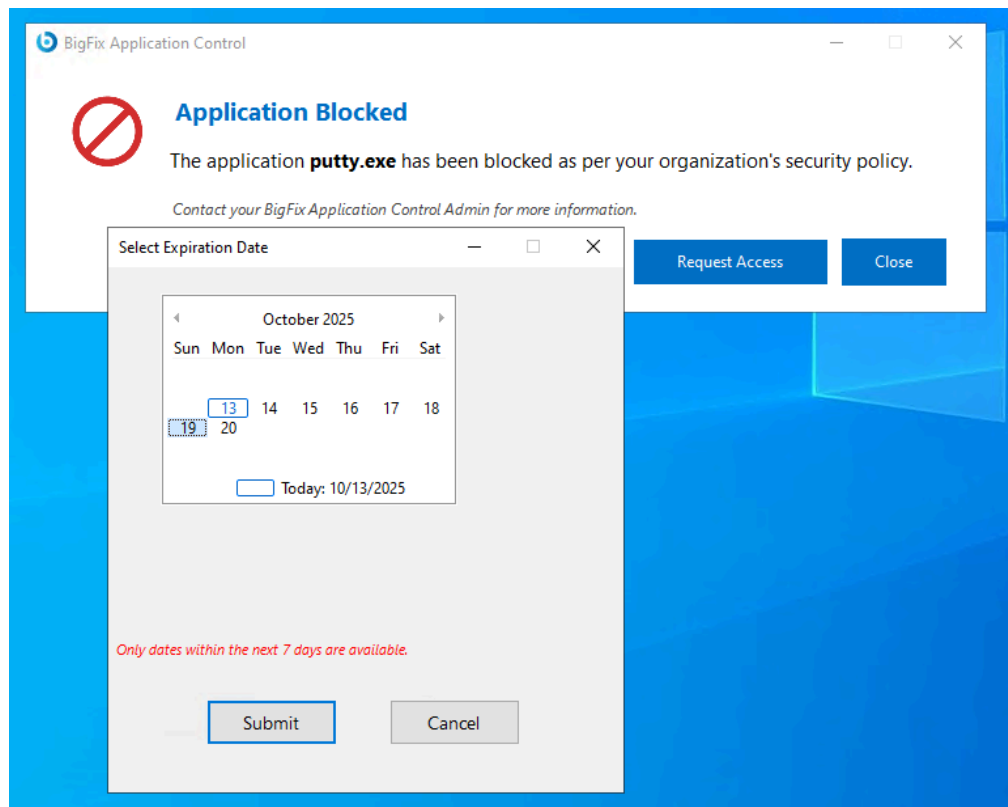 BigFix Application Control
Application Blocked
The application putty.exe has been blocked as per your organization's security policy.
Contact your BigFix Application Control Admin for more information.
Request Access
Close
Select Expiration Date
October 2025
Sun Mon Tue Wed Thu Fri Sat
13 14 15 16 17 18
19 20
Today: 10/13/2025
Only dates within the next 7 days are available.
Submit
Cancel